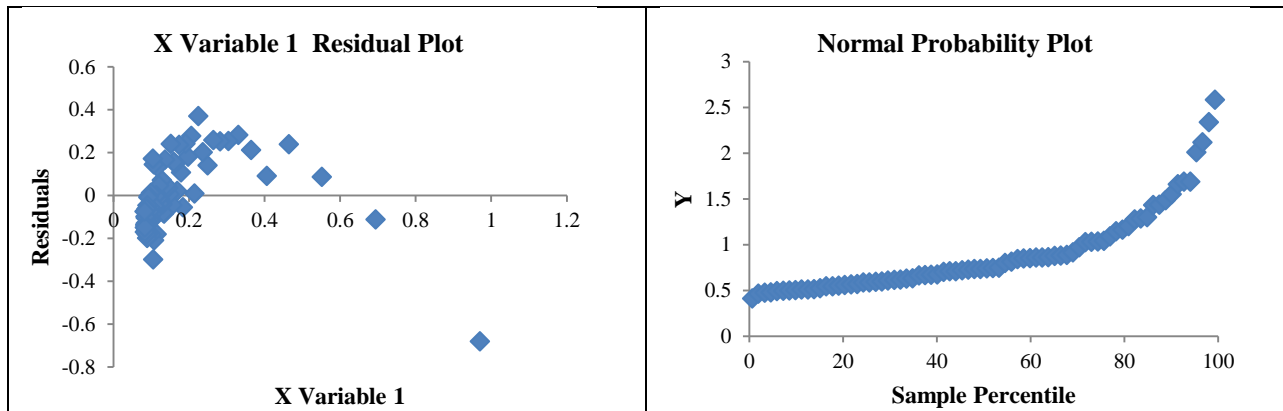 X Variable 1 Residual Plot
0.6
0.4
0.2
0
-0.2
-0.4
-0.6
-0.8
0 0.2 0.4 0.6 0.8 1 1.2
Residuals
X Variable 1
Normal Probability Plot
3
2.5
2
1.5
1
0.5
0
0 20 40 60 80 100
Y
Sample Percentile